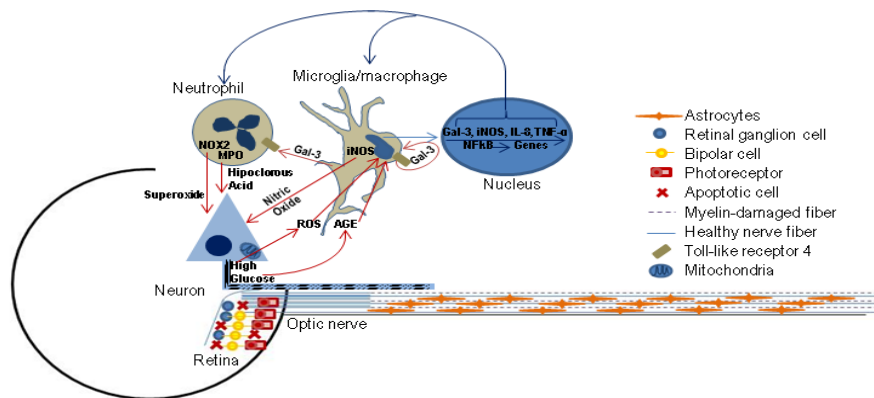 Neutrophil
Microglia/macrophage
NOX2
MPO
Gal-3
iNOS
Gal-3
Gal-3, iNOS, IL-8,TNF-α
NFkB
Genes
Nucleus
Superoxide
Hipoclorous
Acid
Nitric
Oxide
ROS
AGE
High
Glucose
Neuron
Optic nerve
Retina
Astrocytes
Retinal ganglion cell
Bipolar cell
Photoreceptor
Apoptotic cell
Myelin-damaged fiber
Healthy nerve fiber
Toll-like receptor 4
Mitochondria